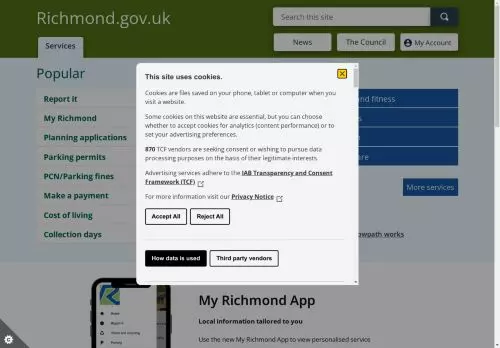 Richmond.gov.uk
Search this site
Services
News
The Council
My Account
Popular
Report it
My Richmond
Planning applications
Parking permits
PCN/Parking fines
Make a payment
Cost of living
Collection days
and fitness
More services
This site uses cookies.
Cookies are files saved on your phone, tablet or computer when you
visit a website.
Some cookies on this website are essential, but you can choose
whether to accept cookies for analytics (content performance) or to
set your advertising preferences.
870 TCF vendors are seeking consent or wishing to pursue data
processing purposes on the basis of their legitimate interests.
Advertising services adhere to the IAB Transparency and Consent
Framework (TCF)
For more information visit our Privacy Notice
Accept All
Reject All
How data is used
Third party vendors
works
My Richmond App
Local information tailored to you
Use the new My Richmond App to view personalised service